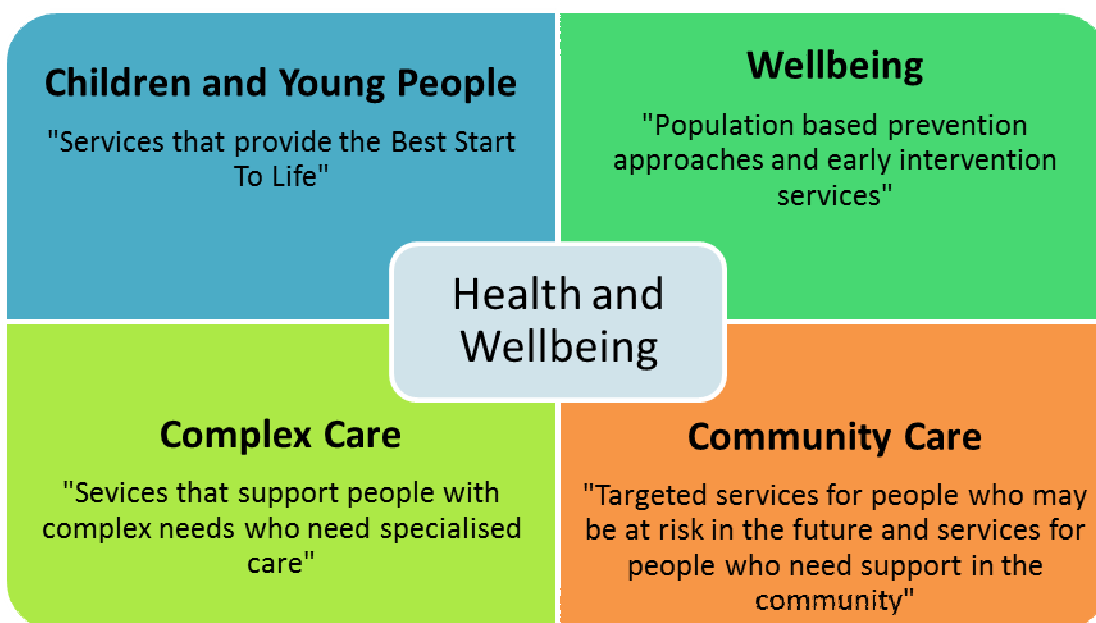 Children and Young People
"Services that provide the Best Start
To Life"
Wellbeing
"Population based prevention
approaches and early intervention
services"
Health and
Wellbeing
Complex Care
"Sevices that support people with
complex needs who need specialised
care"
Community Care
"Targeted services for people who may
be at risk in the future and services for
people who need support in the
community"